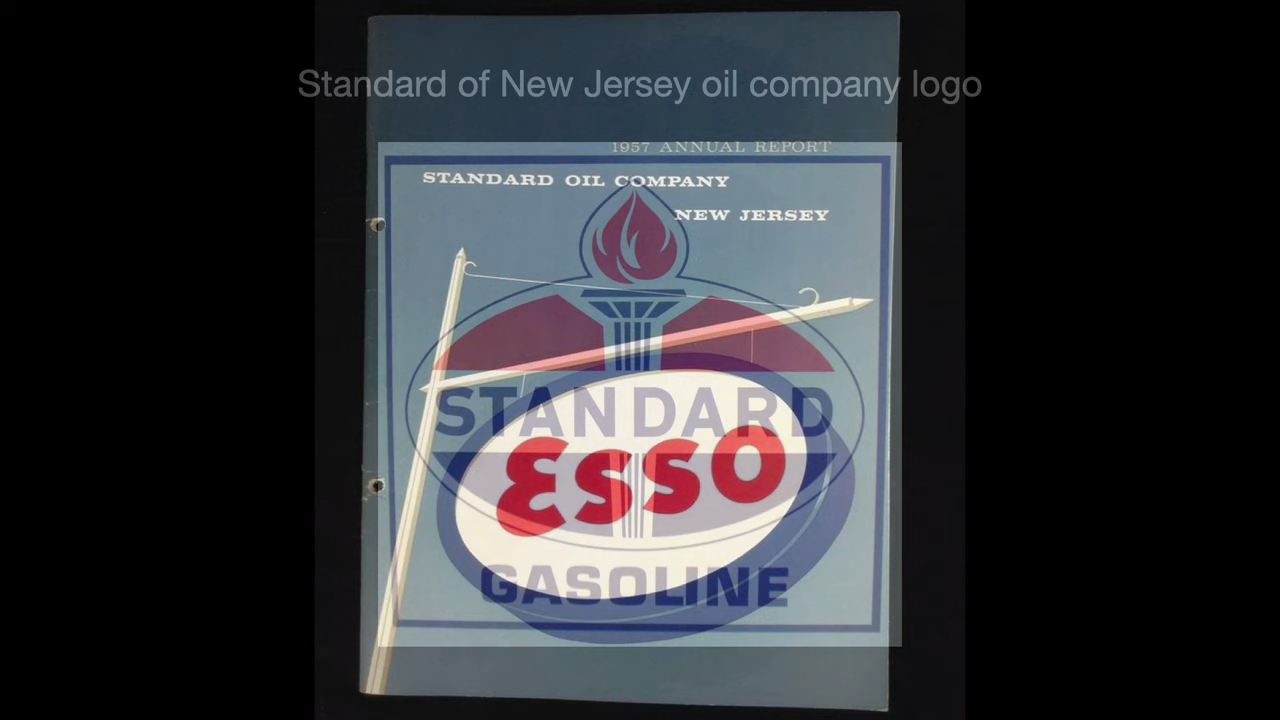 Standard of New Jersey oil company logo
1957 ANNUAL REPORT
STANDARD OIL COMPANY
NEW JERSEY
STANDARD
Esso
GASOLINE